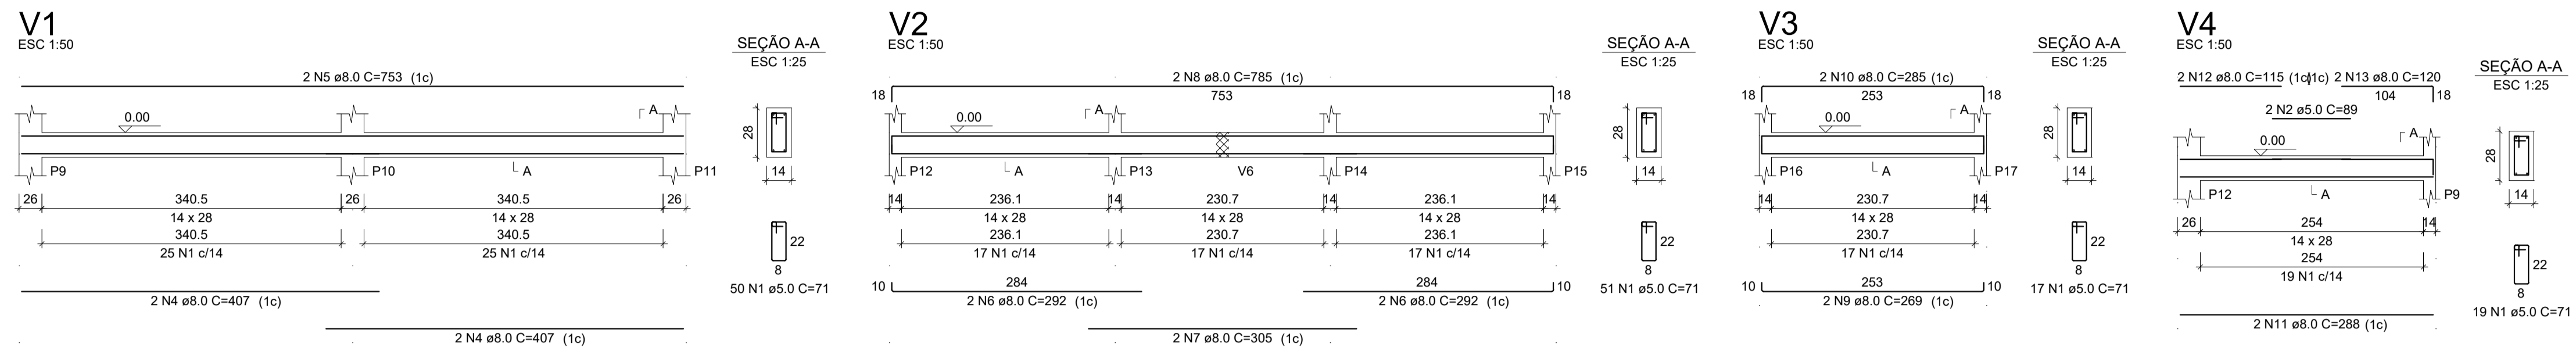 V1
ESC 1:50
SEÇÃO A-A
ESC 1:25
2 N5 ø8.0 C=753 (1c)
0.00
A
28
P9
P10
A
P11
14
26 340.5 26 340.5 26
14 x 28 14 x 28
340.5 340.5
25 N1 c/14 25 N1 c/14
22
8
50 N1 ø5.0 C=71
2 N4 ø8.0 C=407 (1c)
2 N4 ø8.0 C=407 (1c)
V2
ESC 1:50
SEÇÃO A-A
ESC 1:25
2 N8 ø8.0 C=785 (1c)
18 753 18
0.00
A
28
P12
A
P13
V6
P14
P15
14
14 236.1 14 230.7 14 236.1 14
14 x 28 14 x 28 14 x 28
236.1 230.7 236.1
17 N1 c/14 17 N1 c/14 17 N1 c/14
22
8
51 N1 ø5.0 C=71
10 284 284 10
2 N6 ø8.0 C=292 (1c) 2 N6 ø8.0 C=292 (1c)
2 N7 ø8.0 C=305 (1c)
V3
ESC 1:50
SEÇÃO A-A
ESC 1:25
2 N10 ø8.0 C=285 (1c)
18 253 18
0.00
A
28
P16
A
P17
14
14 230.7 14
14 x 28
230.7
17 N1 c/14
22
8
17 N1 ø5.0 C=71
10 253 10
2 N9 ø8.0 C=269 (1c)
V4
ESC 1:50
SEÇÃO A-A
ESC 1:25
2 N12 ø8.0 C=115 (1c)(1c) 2 N13 ø8.0 C=120
104 18
2 N2 ø5.0 C=89
0.00
A
28
P12
A
P9
14
26 254 14
14 x 28
254
19 N1 c/14
22
8
19 N1 ø5.0 C=71
2 N11 ø8.0 C=288 (1c)